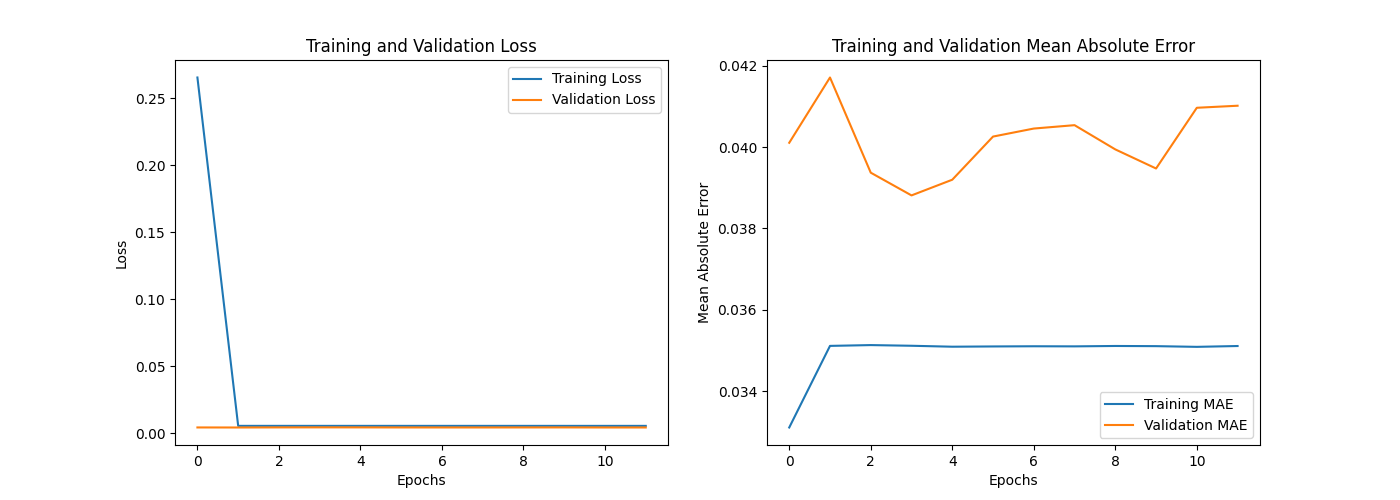 Training and Validation Loss
Training Loss
Validation Loss
0.25
0.20
0.15
0.10
0.05
0.00
Loss
0 2 4 6 8 10
Epochs
Training and Validation Mean Absolute Error
0.042
0.040
0.038
0.036
0.034
Mean Absolute Error
Training MAE
Validation MAE
0 2 4 6 8 10
Epochs